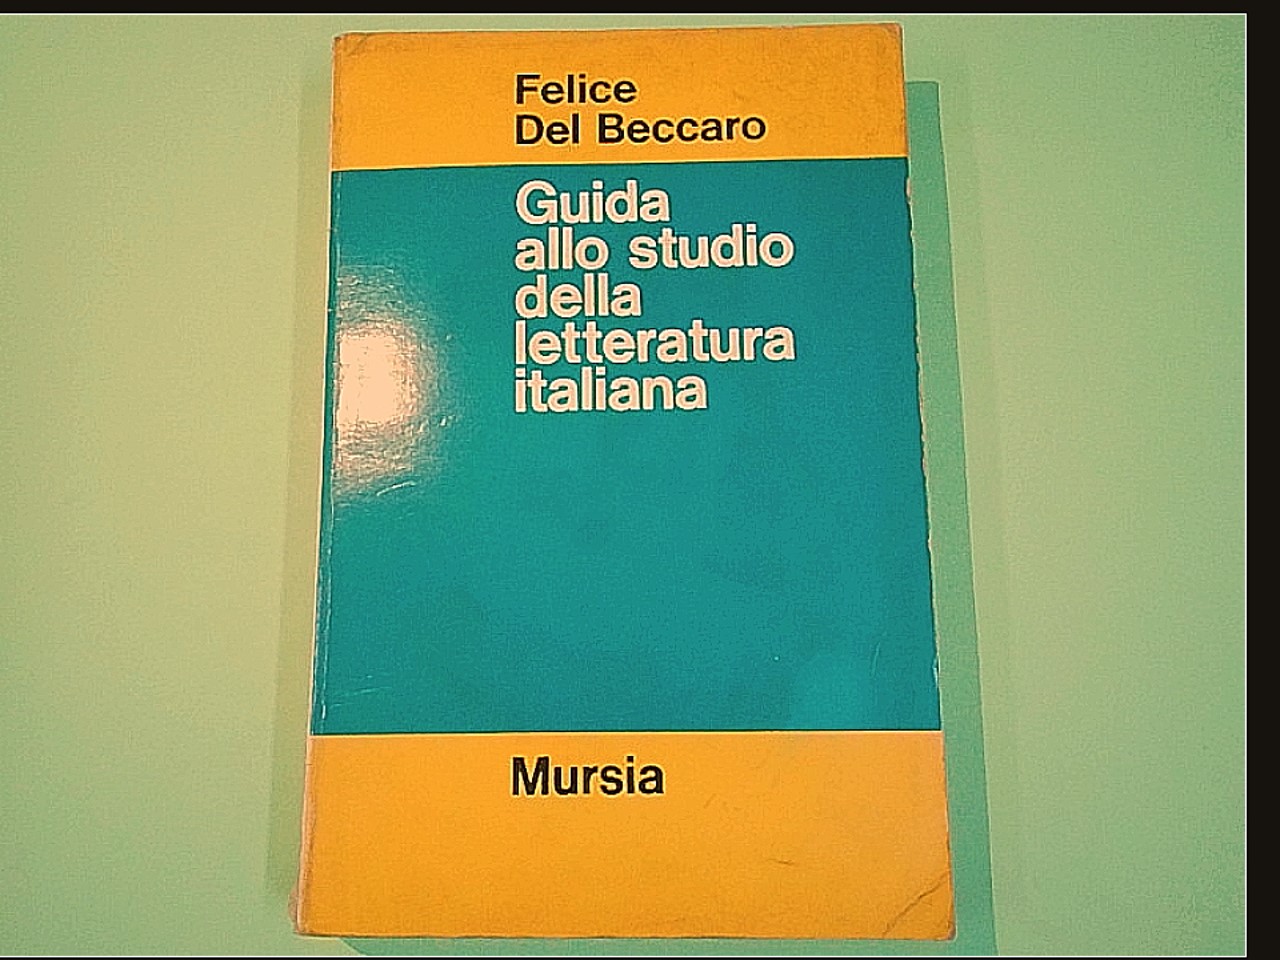 Felice
Del Beccaro
Guida
allo studio
della
letteratura
italiana
Mursia